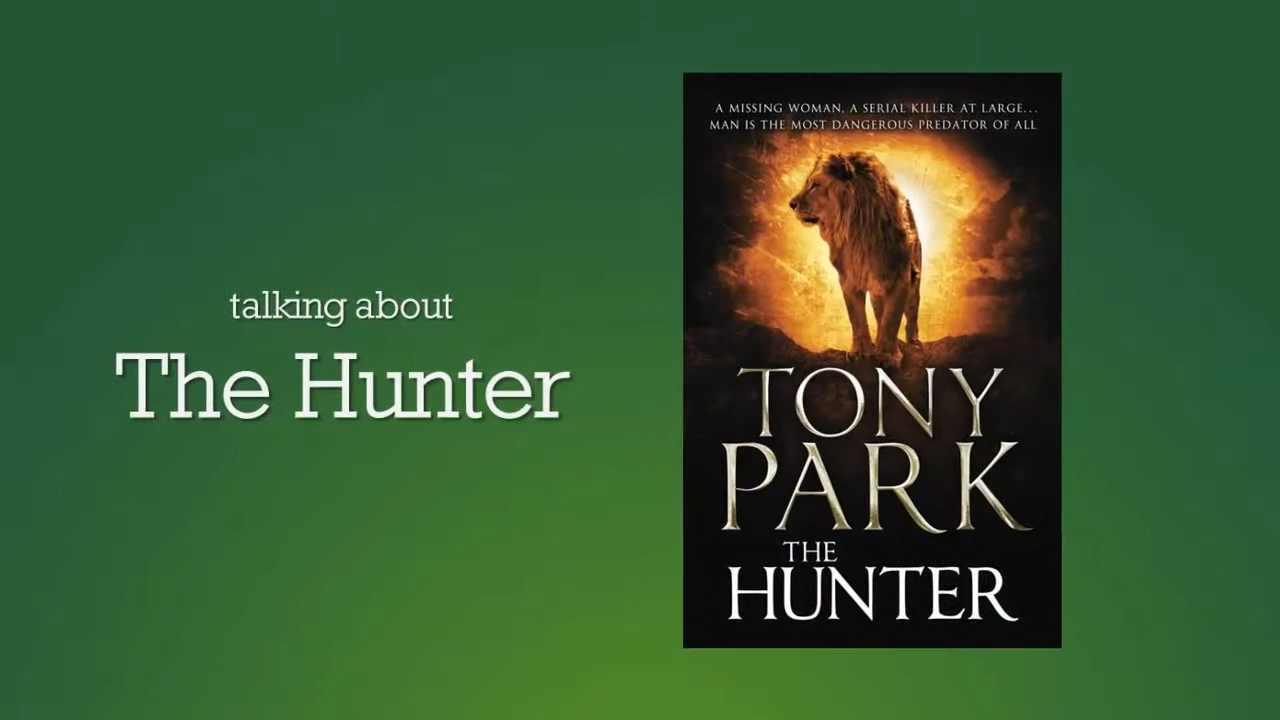 talking about
The Hunter
A MISSING WOMAN, A SERIAL KILLER AT LARGE...
MAN IS THE MOST DANGEROUS PREDATOR OF ALL
TONY
PARK
THE
HUNTER